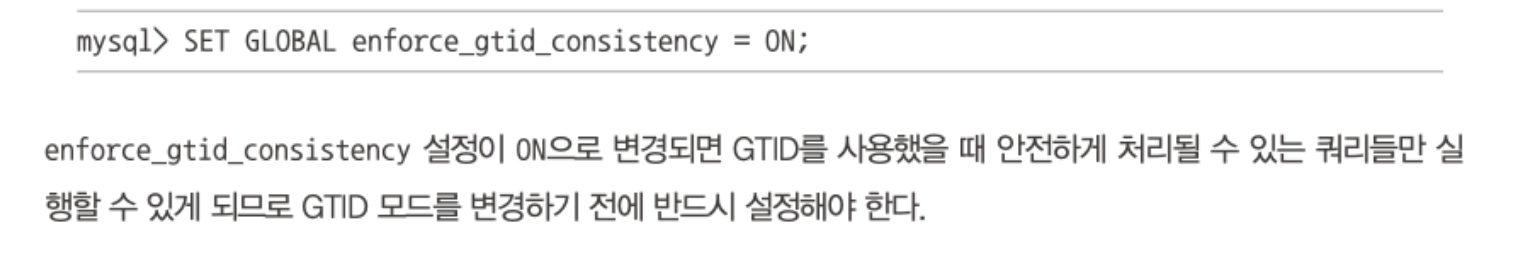 mysql> SET GLOBAL enforce_gtid_consistency = ON;
enforce_gtid_consistency 설정이 ON으로 변경되면 GTID를 사용했을 때 안전하게 처리될 수 있는 쿼리들만 실
행할 수 있게 되므로 GTID 모드를 변경하기 전에 반드시 설정해야 한다.